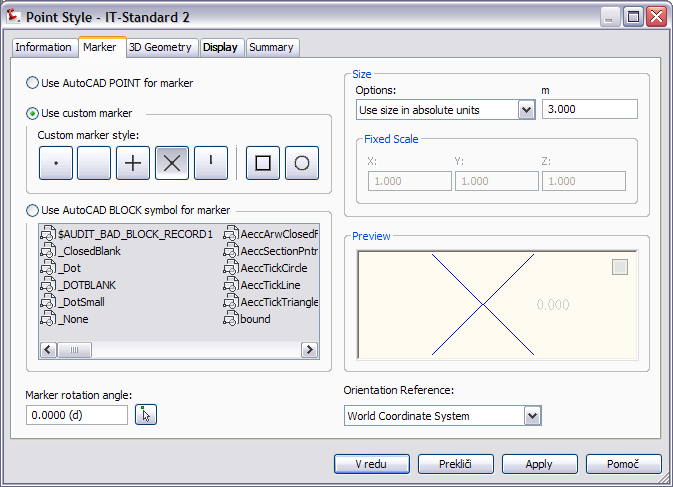 Point Style - IT-Standard 2
Information Marker 3D Geometry Display Summary
Use AutoCAD POINT for marker
Use custom marker
Custom marker style:
Use AutoCAD BLOCK symbol for marker
$AUDIT_BAD_BLOCK_RECORD1
_ClosedBlank
_Dot
_DOTBLANK
_DotSmall
_None
AeccArwClosedF
AeccSectionPntr
AeccTickCircle
AeccTickLine
AeccTickTriangle
bound
Marker rotation angle:
0.0000 (d)
Size
Options: m
Use size in absolute units 3.000
Fixed Scale
X: Y: Z:
1.000 1.000 1.000
Preview
0.000
Orientation Reference:
World Coordinate System
V redu Prekliči Apply Pomoč